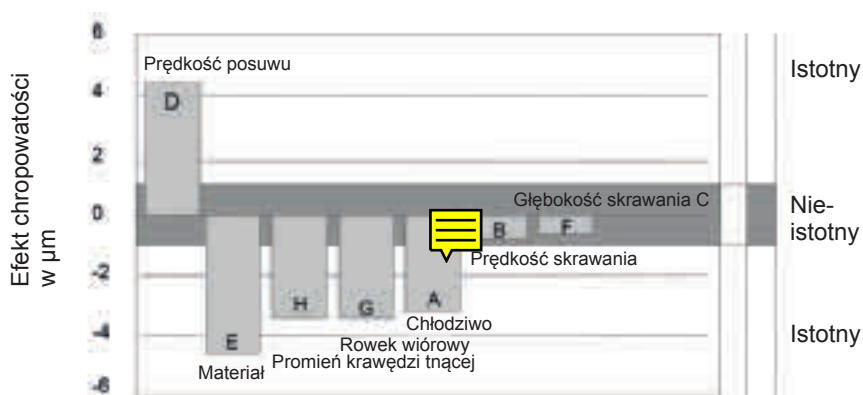 Efekt chropowatości
w µm
6
4
2
0
-2
-4
-6
Prędkość posuwu
D
Głębokość skrawania C
B
F
Prędkość skrawania
H
G
A
E
Chłodziwo
Rowek wiórowy
Promień krawędzi tnącej
Materiał
Istotny
Nie-
istotny
Istotny